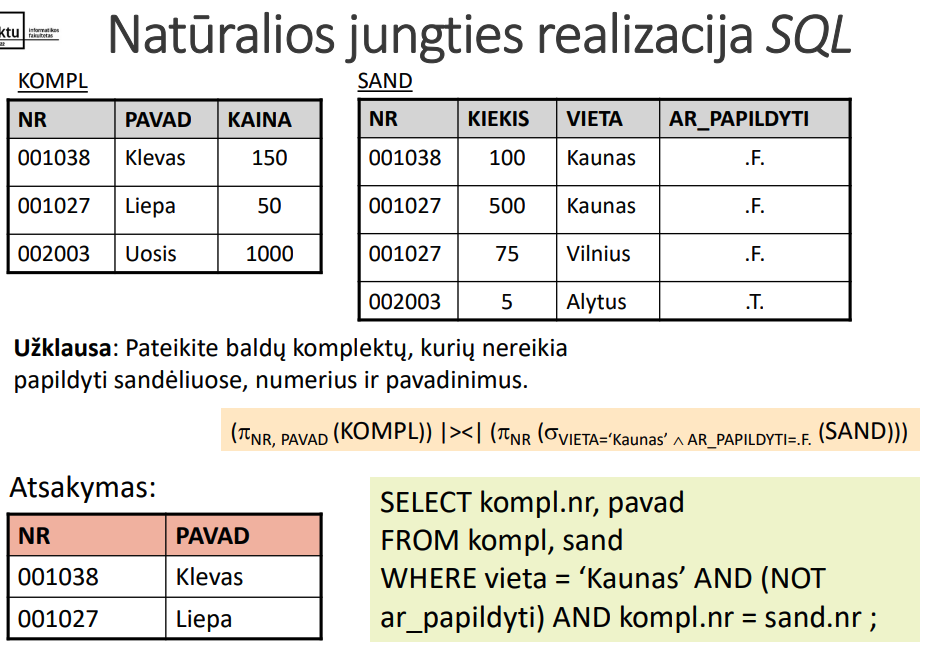 ktu
informatikos
fakultetas
Natūralios jungties realizacija SQL
KOMPL
NR PAVAD KAINA
001038 Klevas 150
001027 Liepa 50
002003 Uosis 1000
SAND
NR KIEKIS VIETA AR_PAPILDYTI
001038 100 Kaunas .F.
001027 500 Kaunas .F.
001027 75 Vilnius .F.
002003 5 Alytus .T.
Užklausa: Pateikite baldų komplektų, kurių nereikia
papildyti sandėliuose, numerius ir pavadinimus.
(πNR, PAVAD (KOMPL)) |><| (πNR (σVIETA=‘Kaunas’ ∧ AR_PAPILDYTI=.F. (SAND)))
Atsakymas:
NR PAVAD
001038 Klevas
001027 Liepa
SELECT kompl.nr, pavad
FROM kompl, sand
WHERE vieta = ‘Kaunas’ AND (NOT
ar_papildyti) AND kompl.nr = sand.nr ;